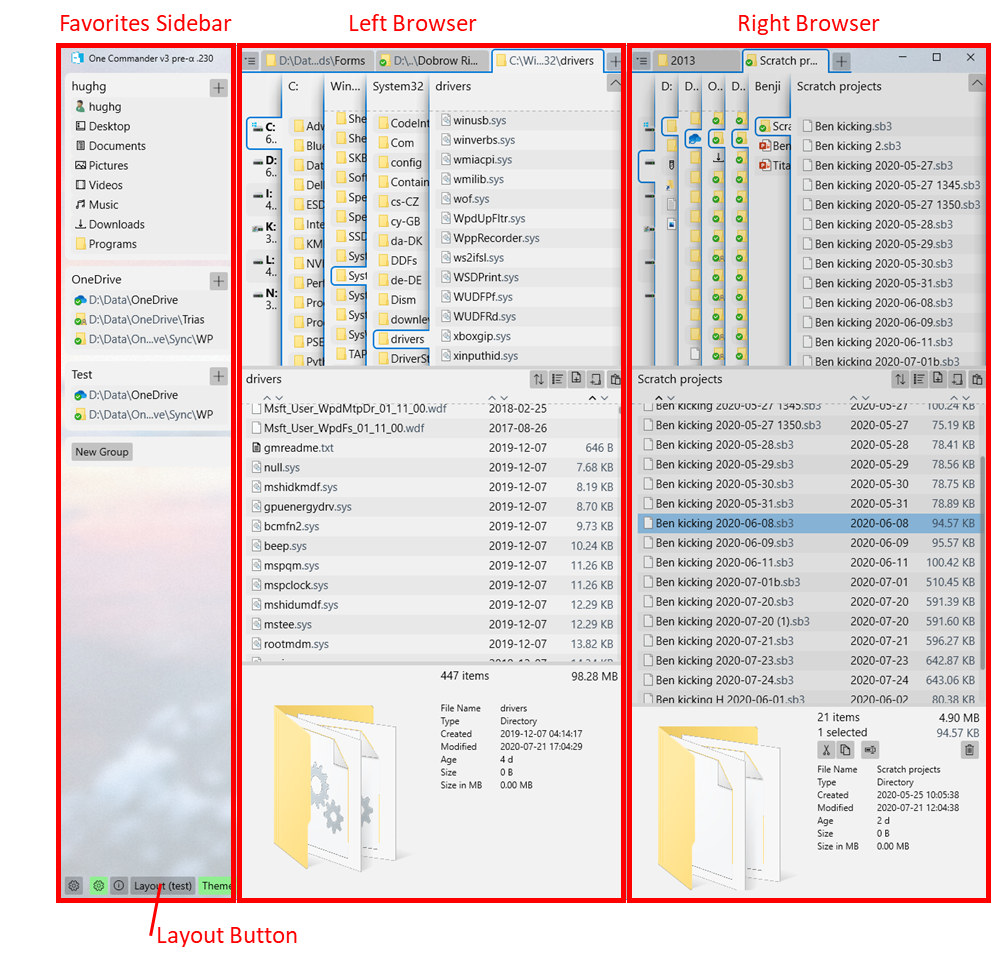 Favorites Sidebar
Left Browser
Right Browser
One Commander v3 pre-α .230
hughg
hughg
Desktop
Documents
Pictures
Videos
Music
Downloads
Programs
OneDrive
D:\Data\OneDrive
D:\Data\OneDrive\Trias
D:\Data\On...ve\Sync\WP
Test
D:\Data\OneDrive
D:\Data\On...ve\Sync\WP
New Group
Layout (test)
Theme
Layout Button
D:\Dat...ds\Forms
D:\..\Dobrow Ri...
C:\Wi...32\drivers
C:
Win...
System32
drivers
C:
6..
D:
6..
I:
4..
K:
3..
L:
4..
N:
3..
Adw
Blu
Dat
Dell
ESD
Inte
KM
NV
Perf
Pro
Pro
PSE
Pyth
She
She
SKB
Soft
Spe
Spe
SSD
Syst
Syst
Syst
Syst
Sys
TAP
CodeInt
Com
config
Contain
cs-CZ
cy-GB
da-DK
DDFs
de-DE
Dism
downlev
drivers
DriverSt
winusb.sys
winverbs.sys
wmiacpi.sys
wmilib.sys
wof.sys
WpdUpFltr.sys
WppRecorder.sys
ws2ifsl.sys
WSDPrint.sys
WUDFPf.sys
WUDFRd.sys
xboxgip.sys
xinputhid.sys
drivers
Msft_User_WpdMtpDr_01_11_00.wdf 2018-02-25
Msft_User_WpdFs_01_11_00.wdf 2017-08-26
gmreadme.txt 2019-12-07 646 B
null.sys 2019-12-07 7.68 KB
mshidkmdf.sys 2019-12-07 8.19 KB
gpuenergydrv.sys 2019-12-07 8.70 KB
bcmfn2.sys 2019-12-07 9.73 KB
beep.sys 2019-12-07 10.24 KB
mspqm.sys 2019-12-07 11.26 KB
mspclock.sys 2019-12-07 11.26 KB
mshidumdf.sys 2019-12-07 12.29 KB
mstee.sys 2019-12-07 12.29 KB
rootmdm.sys 2019-12-07 13.82 KB
447 items 98.28 MB
File Name drivers
Type Directory
Created 2019-12-07 04:14:17
Modified 2020-07-21 17:04:29
Age 4 d
Size 0 B
Size in MB 0.00 MB
2013
Scratch pr...
D:
D..
O..
D..
Benji
Scratch projects
Scra
Ben
Tita
Ben kicking.sb3
Ben kicking 2.sb3
Ben kicking 2020-05-27.sb3
Ben kicking 2020-05-27 1345.sb3
Ben kicking 2020-05-27 1350.sb3
Ben kicking 2020-05-28.sb3
Ben kicking 2020-05-29.sb3
Ben kicking 2020-05-30.sb3
Ben kicking 2020-05-31.sb3
Ben kicking 2020-06-08.sb3
Ben kicking 2020-06-09.sb3
Ben kicking 2020-06-11.sb3
Ben kicking 2020-07-01b.sb3
Scratch projects
Ben kicking 2020-05-27 1345.sb3 2020-05-27 100.24 KB
Ben kicking 2020-05-27 1350.sb3 2020-05-27 75.19 KB
Ben kicking 2020-05-28.sb3 2020-05-28 78.41 KB
Ben kicking 2020-05-29.sb3 2020-05-29 78.56 KB
Ben kicking 2020-05-30.sb3 2020-05-30 78.75 KB
Ben kicking 2020-05-31.sb3 2020-05-31 78.89 KB
Ben kicking 2020-06-08.sb3 2020-06-08 94.57 KB
Ben kicking 2020-06-09.sb3 2020-06-09 95.57 KB
Ben kicking 2020-06-11.sb3 2020-06-11 100.42 KB
Ben kicking 2020-07-01b.sb3 2020-07-01 510.45 KB
Ben kicking 2020-07-20.sb3 2020-07-20 591.39 KB
Ben kicking 2020-07-20 (1).sb3 2020-07-20 591.60 KB
Ben kicking 2020-07-21.sb3 2020-07-21 596.27 KB
Ben kicking 2020-07-23.sb3 2020-07-23 642.87 KB
Ben kicking 2020-07-24.sb3 2020-07-24 643.06 KB
Ben kicking H 2020-06-01.sb3 2020-06-02 80.38 KB
21 items 4.90 MB
1 selected 94.57 KB
File Name Scratch projects
Type Directory
Created 2020-05-25 10:05:38
Modified 2020-07-21 12:04:38
Age 2 d
Size 0 B
Size in MB 0.00 MB